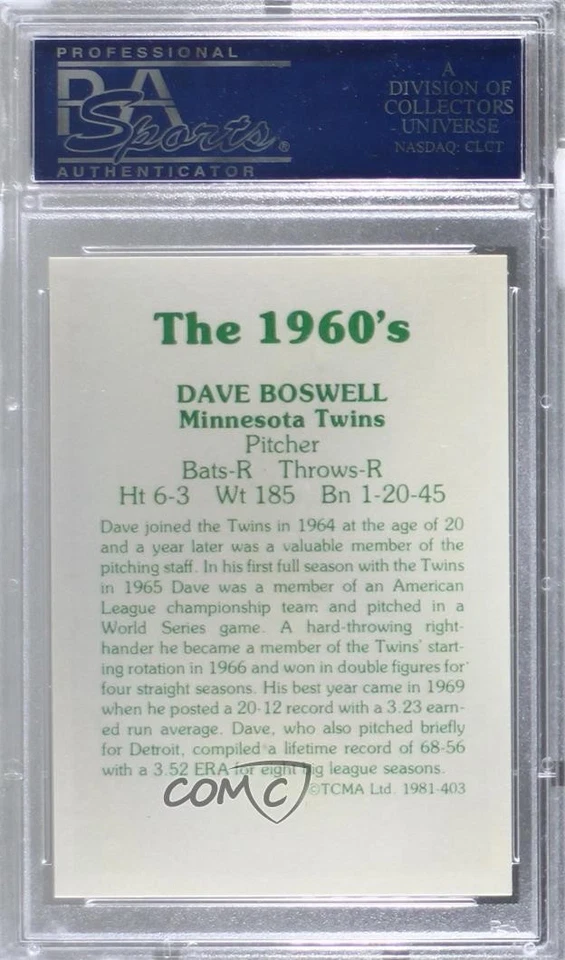 PROFESSIONAL
PSA
Sports®
AUTHENTICATOR
A
DIVISION OF
COLLECTORS
UNIVERSE
NASDAQ: CLCT
The 1960's
DAVE BOSWELL
Minnesota Twins
Pitcher
Bats-R Throws-R
Ht 6-3 Wt 185 Bn 1-20-45
Dave joined the Twins in 1964 at the age of 20
and a year later was a valuable member of the
pitching staff. In his first full season with the Twins
in 1965 Dave was a member of an American
League championship team and pitched in a
World Series game. A hard-throwing right-
hander he became a member of the Twins' start-
ing rotation in 1966 and won in double figures for
four straight seasons. His best year came in 1969
when he posted a 20-12 record with a 3.23 earn-
ed run average. Dave, who also pitched briefly
for Detroit, compiled a lifetime record of 68-56
with a 3.52 ERA for eight big league seasons.
©TCMA Ltd. 1981-403
COMC